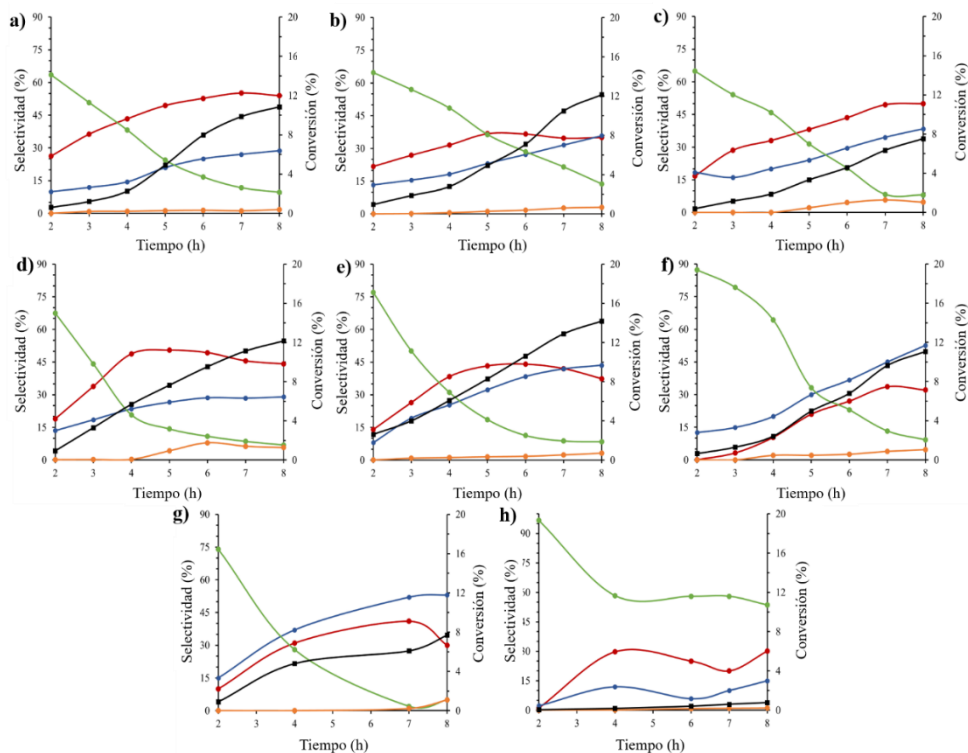 a)
90
75
60
45
30
15
0
Selectividad (%)
2 3 4 5 6 7 8
Tiempo (h)
20
16
12
8
4
0
Conversión (%)
b)
90
75
60
45
30
15
0
Selectividad (%)
2 3 4 5 6 7 8
Tiempo (h)
20
16
12
8
4
0
Conversión (%)
c)
90
75
60
45
30
15
0
Selectividad (%)
2 3 4 5 6 7 8
Tiempo (h)
20
16
12
8
4
0
Conversión (%)
d)
90
75
60
45
30
15
0
Selectividad (%)
2 3 4 5 6 7 8
Tiempo (h)
20
16
12
8
4
0
Conversión (%)
e)
90
75
60
45
30
15
0
Selectividad (%)
2 3 4 5 6 7 8
Tiempo (h)
20
16
12
8
4
0
Conversión (%)
f)
90
75
60
45
30
15
0
Selectividad (%)
2 3 4 5 6 7 8
Tiempo (h)
20
16
12
8
4
0
Conversión (%)
g)
90
75
60
45
30
15
0
Selectividad (%)
2 3 4 5 6 7 8
Tiempo (h)
20
16
12
8
4
0
Conversión (%)
h)
90
75
60
45
30
15
0
Selectividad (%)
2 3 4 5 6 7 8
Tiempo (h)
20
16
12
8
4
0
Conversión (%)